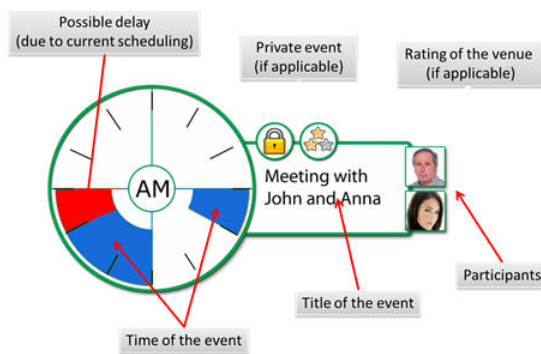 Possible delay
(due to current scheduling)
Private event
(if applicable)
Rating of the venue
(if applicable)
AM
Meeting with
John and Anna
Participants
Title of the event
Time of the event